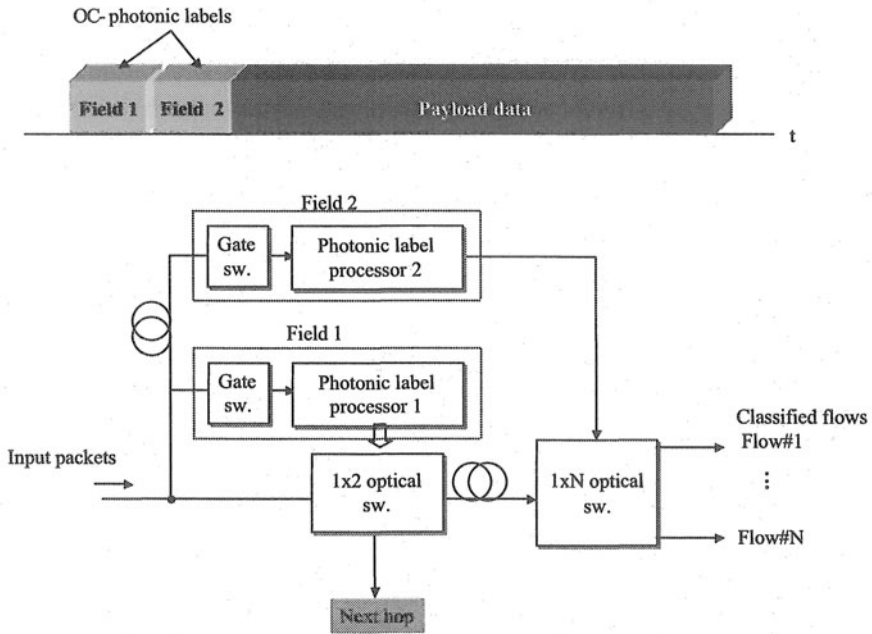 OC- photonic labels
Field 1
Field 2
Payload data
t
Field 2
Gate
sw.
Photonic label
processor 2
Field 1
Gate
sw.
Photonic label
processor 1
Input packets
1x2 optical
sw.
1xN optical
sw.
Classified flows
Flow#1
⋮
Flow#N
Next hop